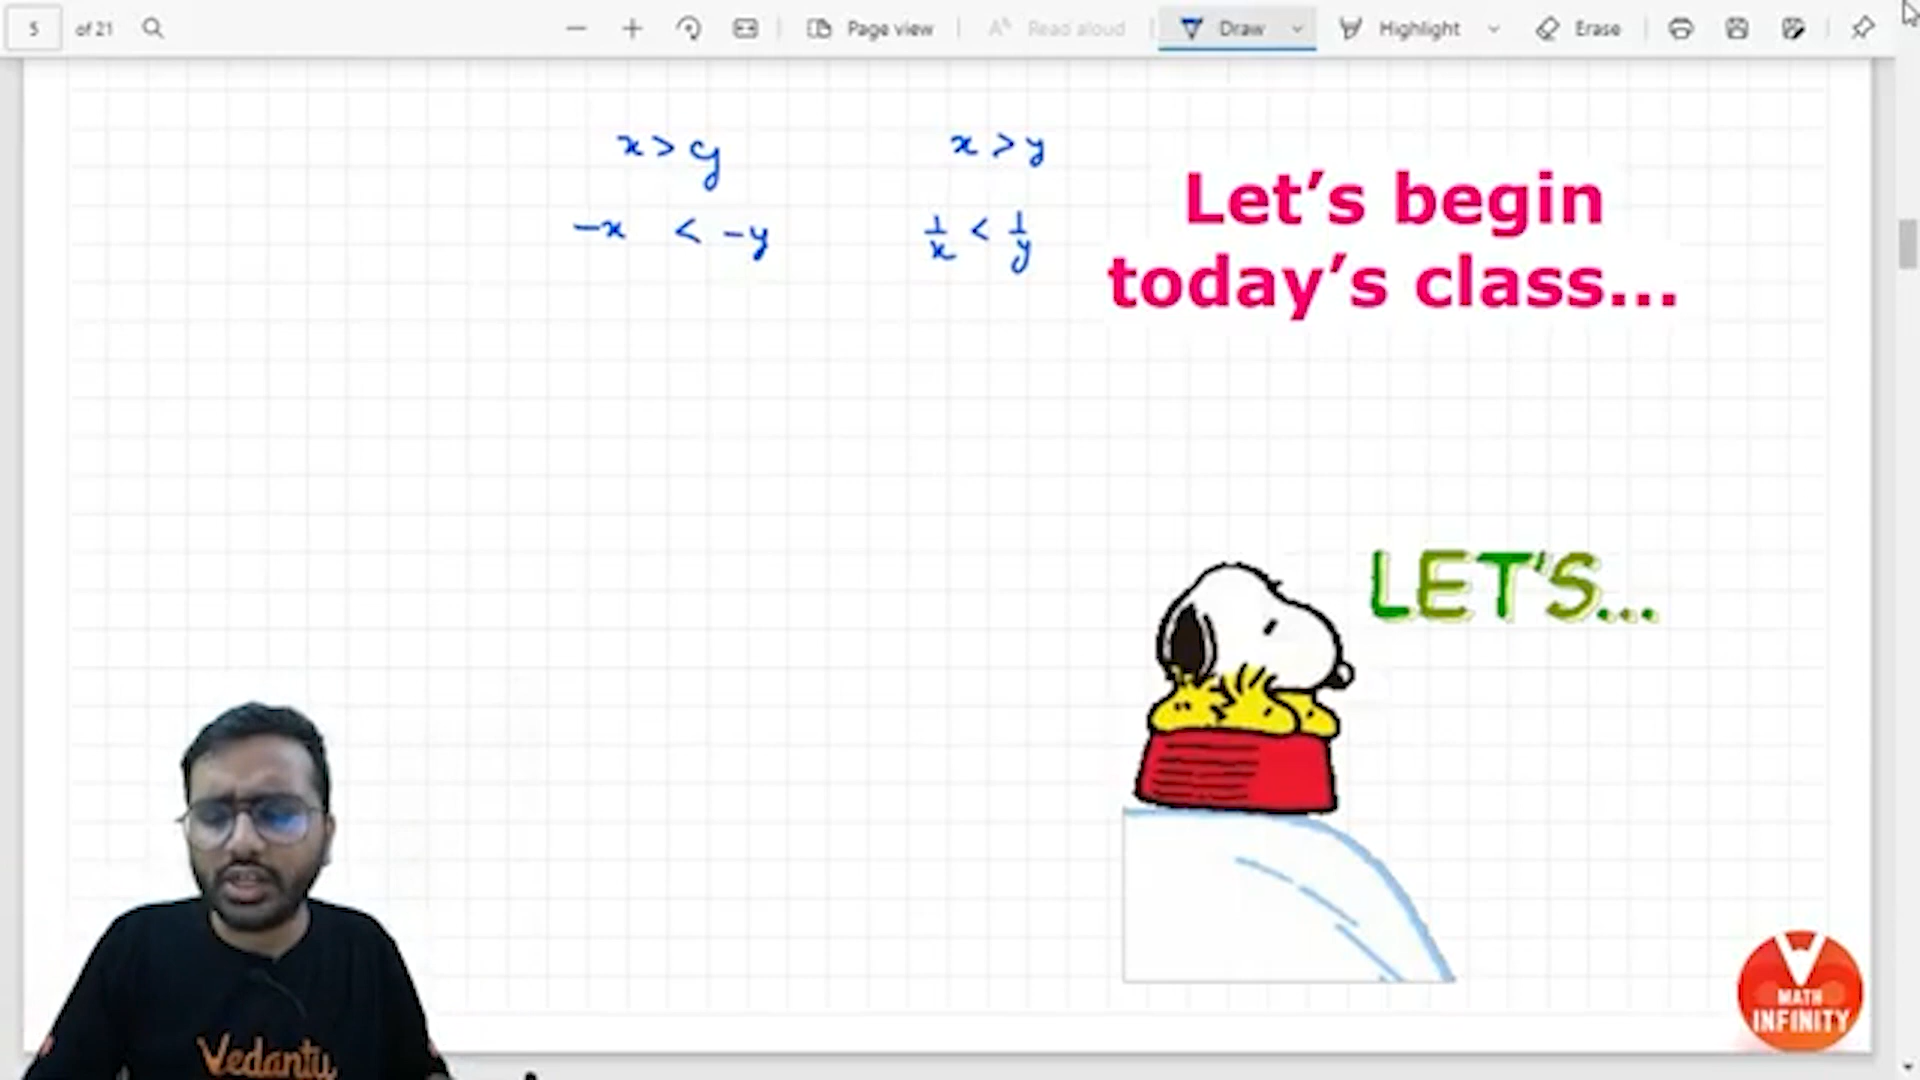 5 of 21 Page view Read aloud Draw Highlight Erase
x > y x > y
-x < -y 1/x < 1/y
Let’s begin
today’s class...
LET'S...
Vedantu
MATH
INFINITY